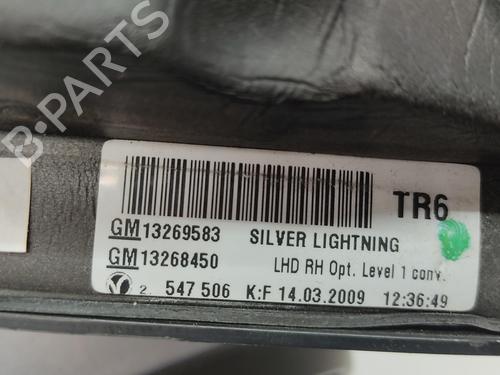 B-PARTS
TR6
GM13269583 SILVER LIGHTNING
GM13268450 LHD RH Opt. Level 1 conv.
2 547 506 K:F 14.03.2009 12:36:49